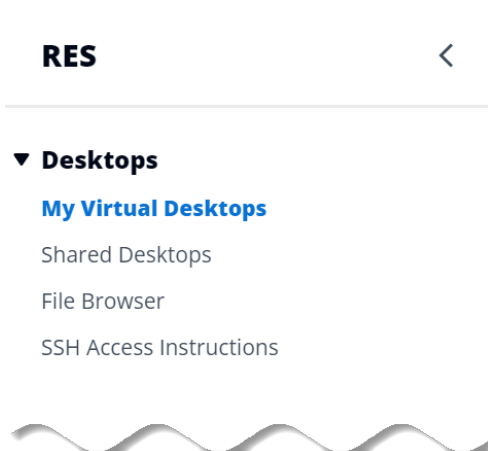 RES
Desktops
My Virtual Desktops
Shared Desktops
File Browser
SSH Access Instructions